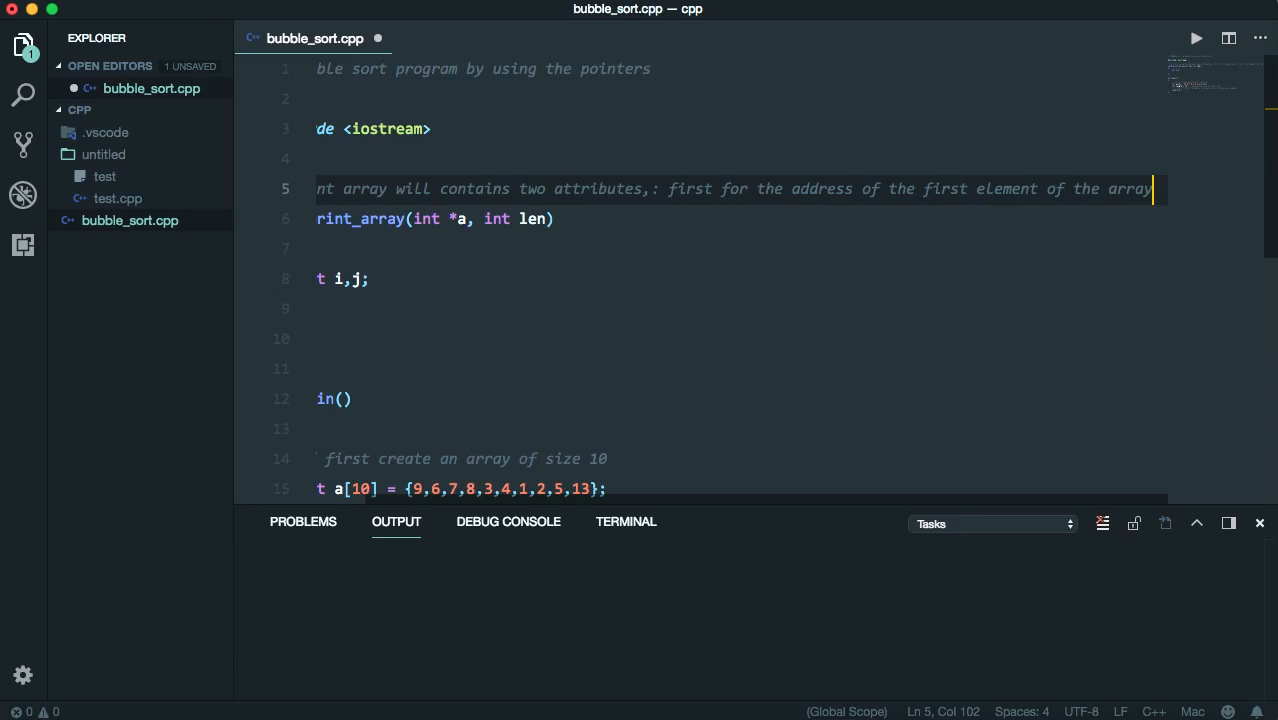 bubble_sort.cpp — cpp
EXPLORER
OPEN EDITORS 1 UNSAVED
bubble_sort.cpp
CPP
.vscode
untitled
test
test.cpp
bubble_sort.cpp
1
bubble_sort.cpp
1 ble sort program by using the pointers
2
3 de <iostream>
4
5 nt array will contains two attributes,: first for the address of the first element of the array
6 rint_array(int *a, int len)
7
8 t i,j;
9
10
11
12 in()
13
14 first create an array of size 10
15 t a[10] = {9,6,7,8,3,4,1,2,5,13};
PROBLEMS OUTPUT DEBUG CONSOLE TERMINAL Tasks
0 0 (Global Scope) Ln 5, Col 102 Spaces: 4 UTF-8 LF C++ Mac